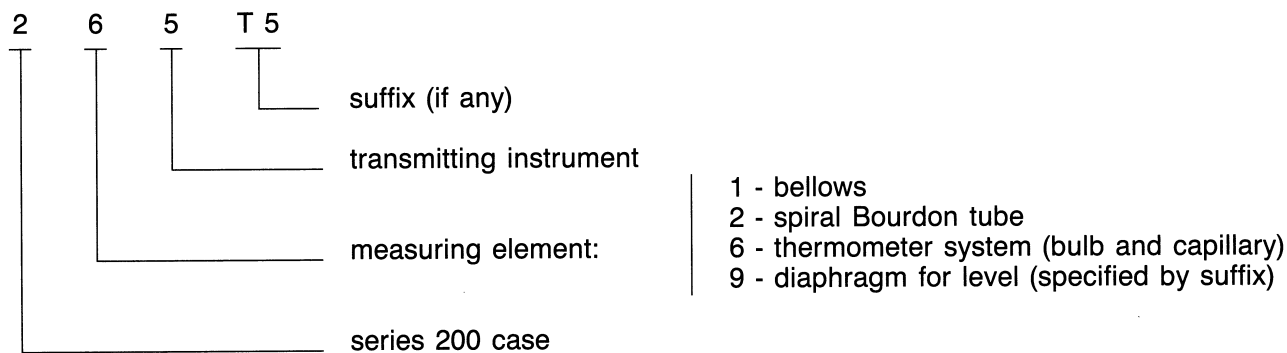 2 6 5 T 5
suffix (if any)
transmitting instrument
measuring element:
1 - bellows
2 - spiral Bourdon tube
6 - thermometer system (bulb and capillary)
9 - diaphragm for level (specified by suffix)
series 200 case